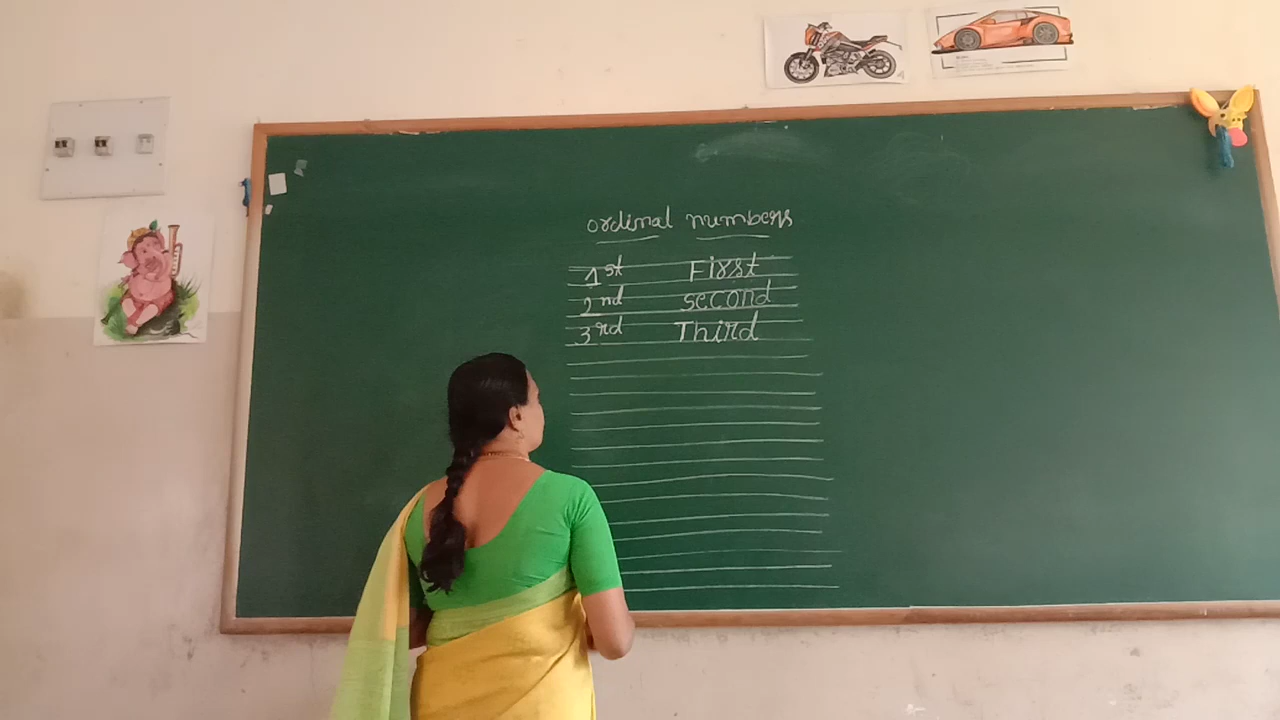 ordinal numbers
1st First
2nd second
3rd Third